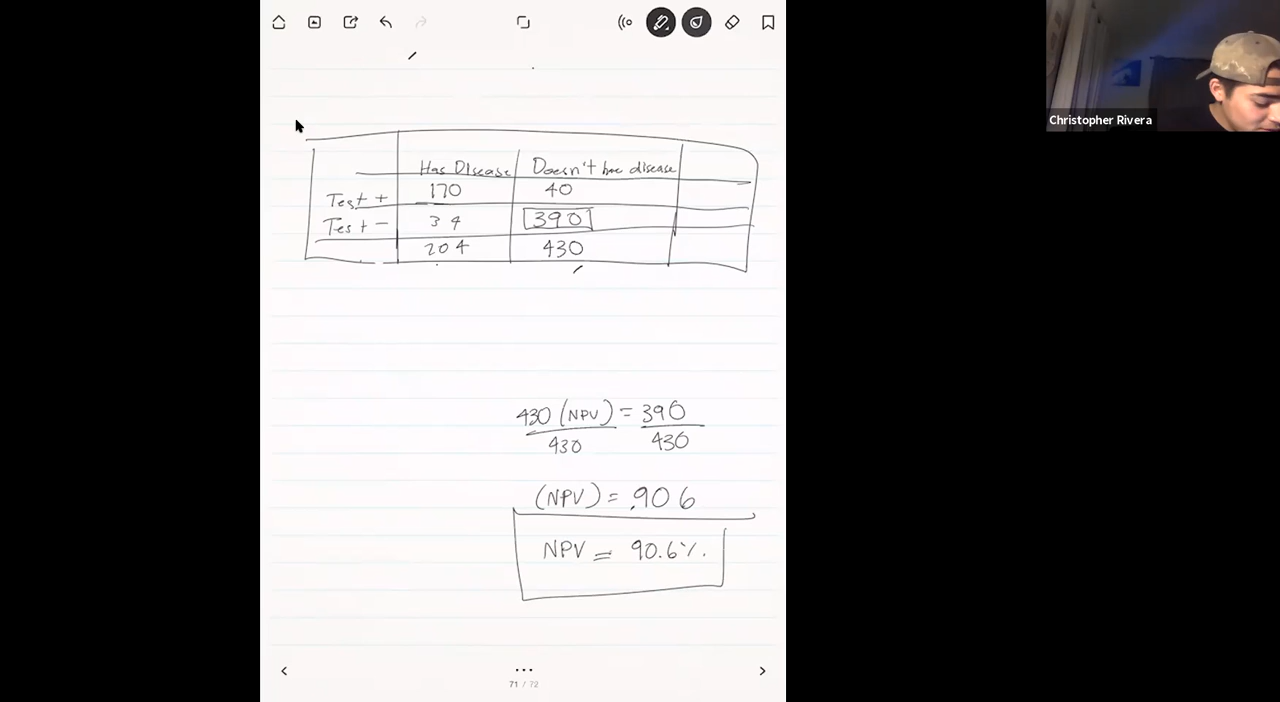 Christopher Rivera
Has Disease Doesn't have disease
Test + 170 40
Test - 34 390
204 430
430 (NPV) = 390
430 430
(NPV) = .906
NPV = 90.6%.
71 / 72